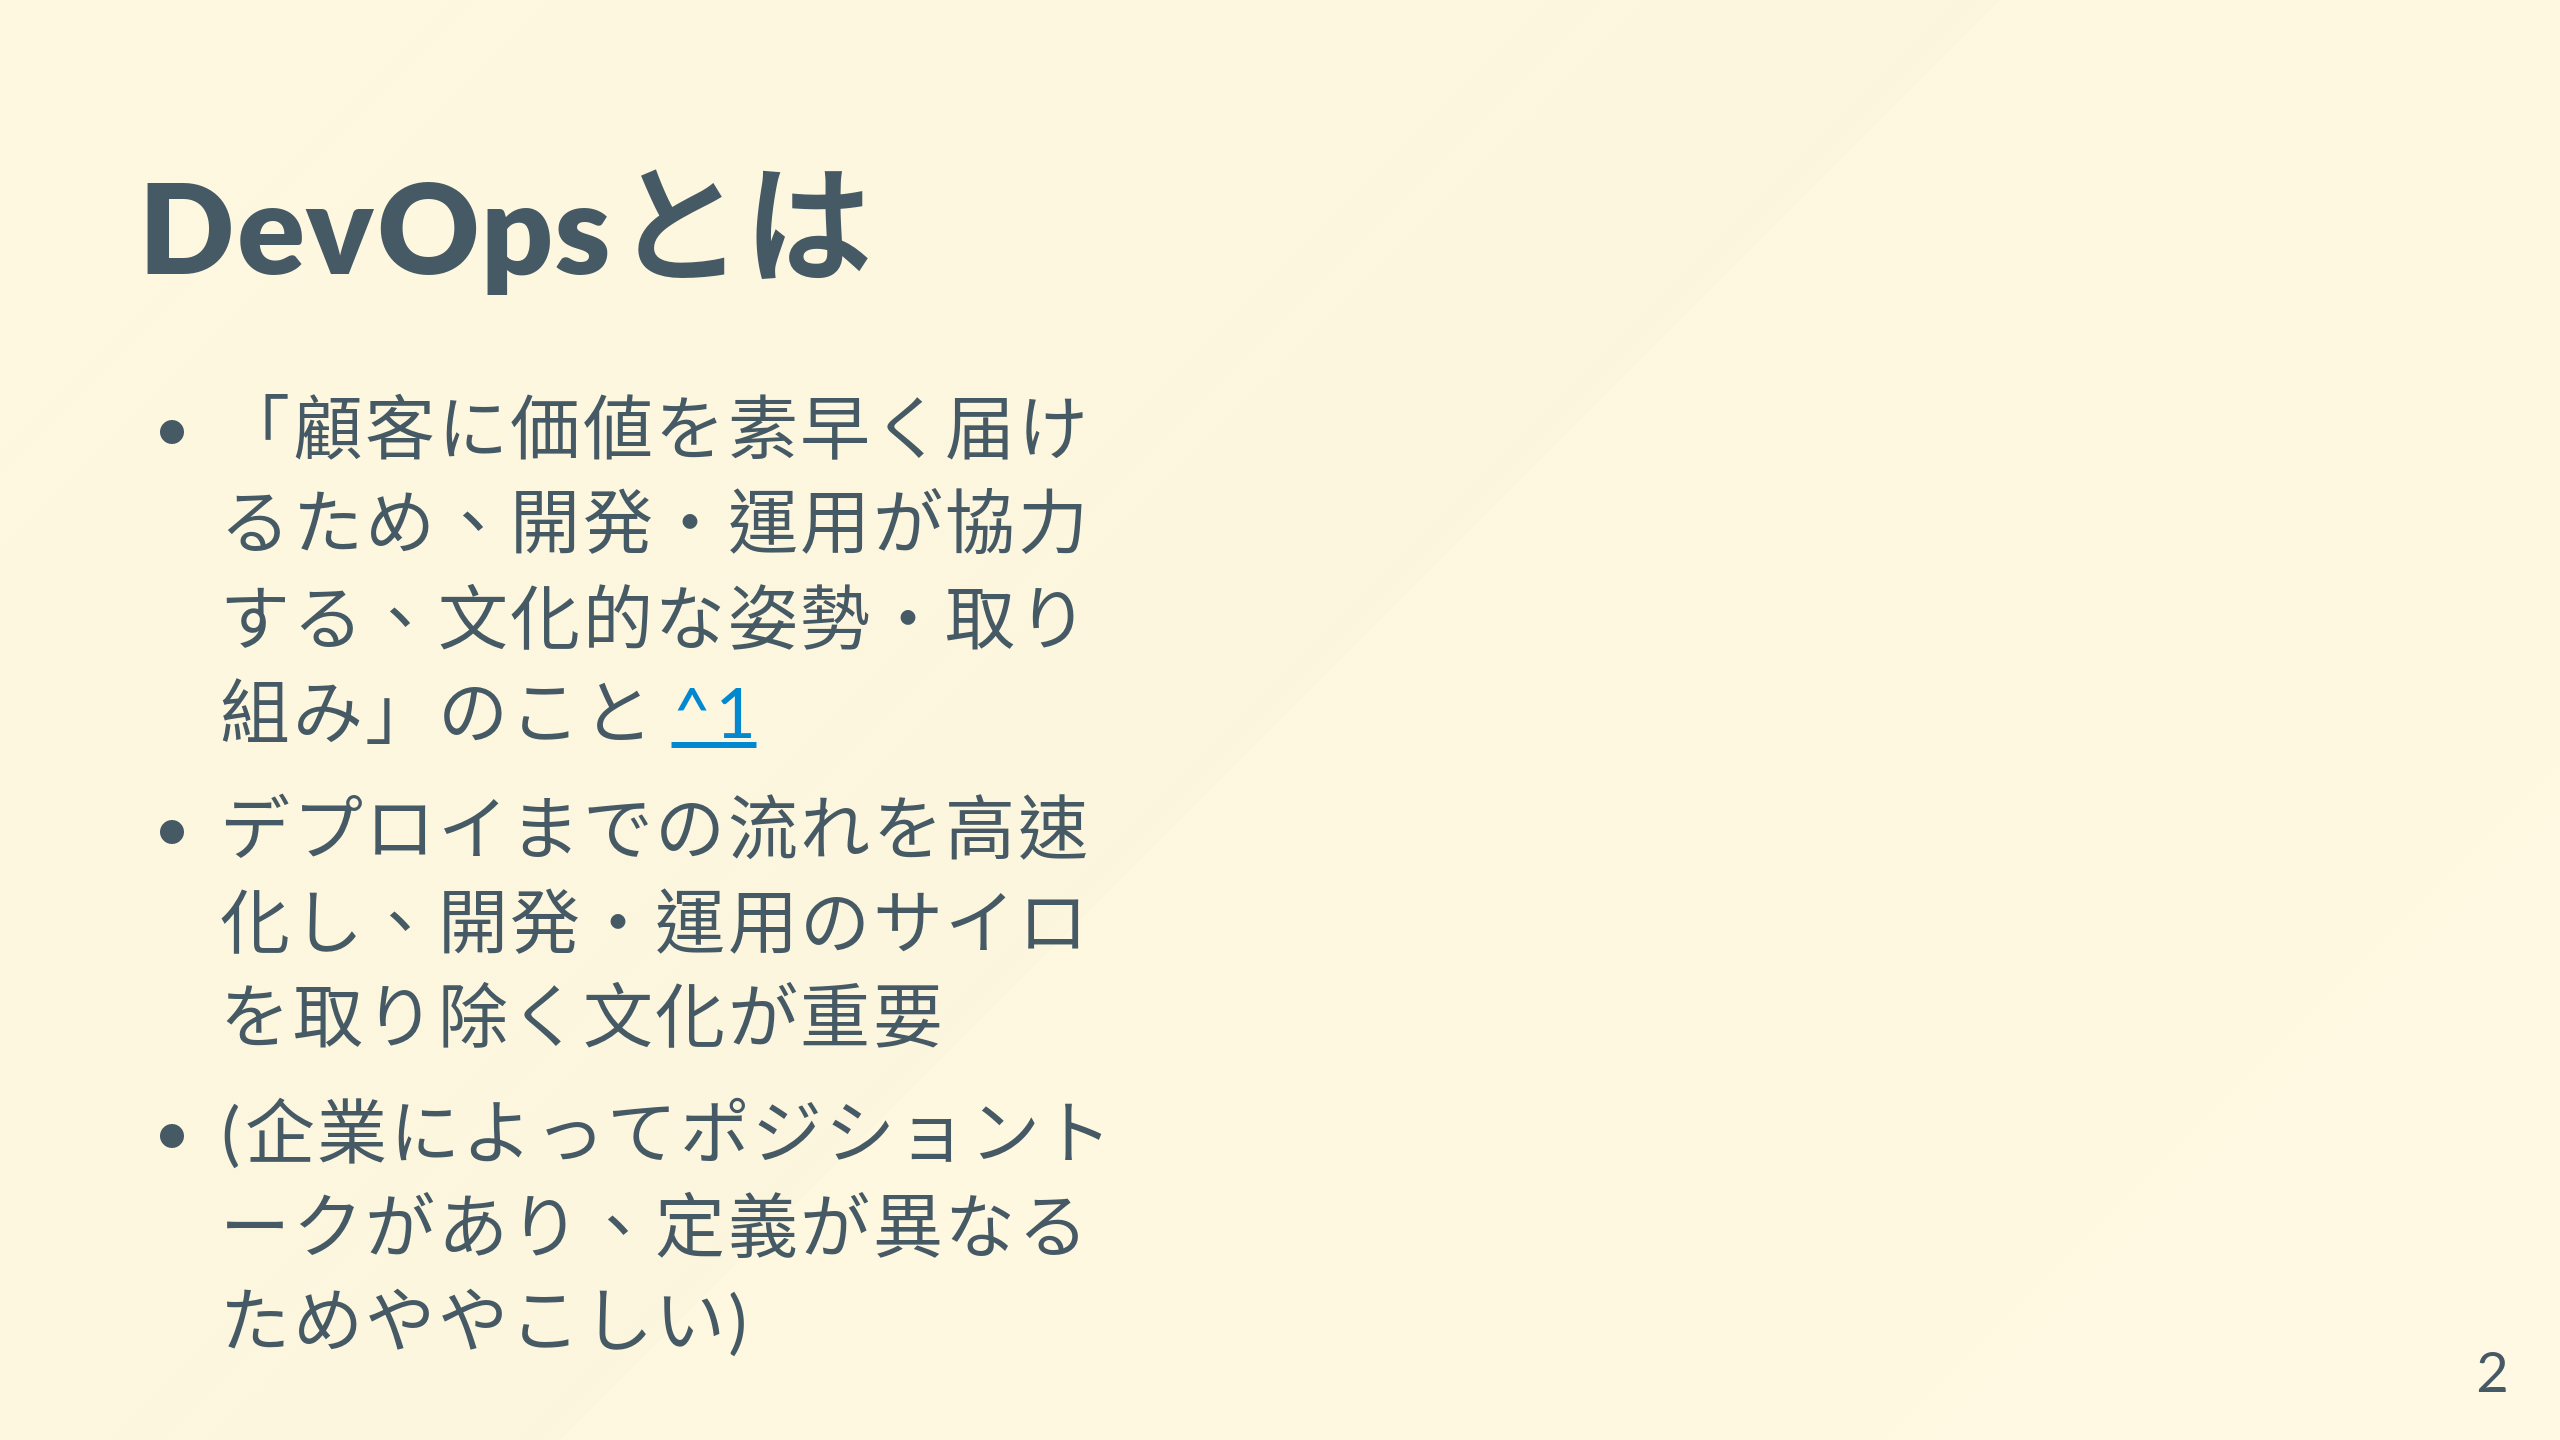 DevOpsとは
• 「顧客に価値を素早く届け
るため、開発・運用が協力
する、文化的な姿勢・取り
組み」のこと ^1
• デプロイまでの流れを高速
化し、開発・運用のサイロ
を取り除く文化が重要
• (企業によってポジショント
ークがあり、定義が異なる
ためややこしい)
2